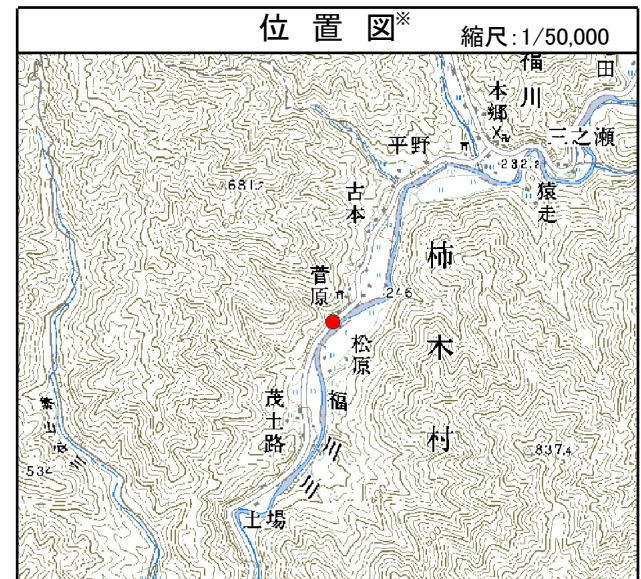 位置図※
縮尺:1/50,000
福川
田
本郷
三之瀬
平野
232.2
681.7
古本
猿走
柿木村
菅原
246
松原
茂土路
福川川
837.4
534
土場